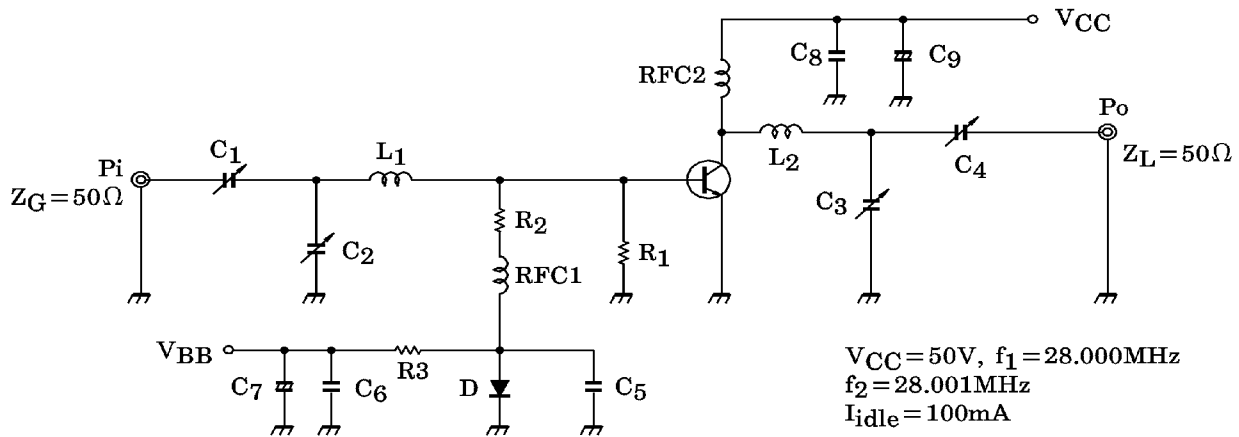 VCC
C8
C9
RFC2
Po
ZL=50Ω
L2
C4
C3
Pi
ZG=50Ω
C1
L1
C2
R2
R1
RFC1
VBB
R3
C7
C6
D
C5
VCC=50V, f1=28.000MHz
f2=28.001MHz
Iidle=100mA